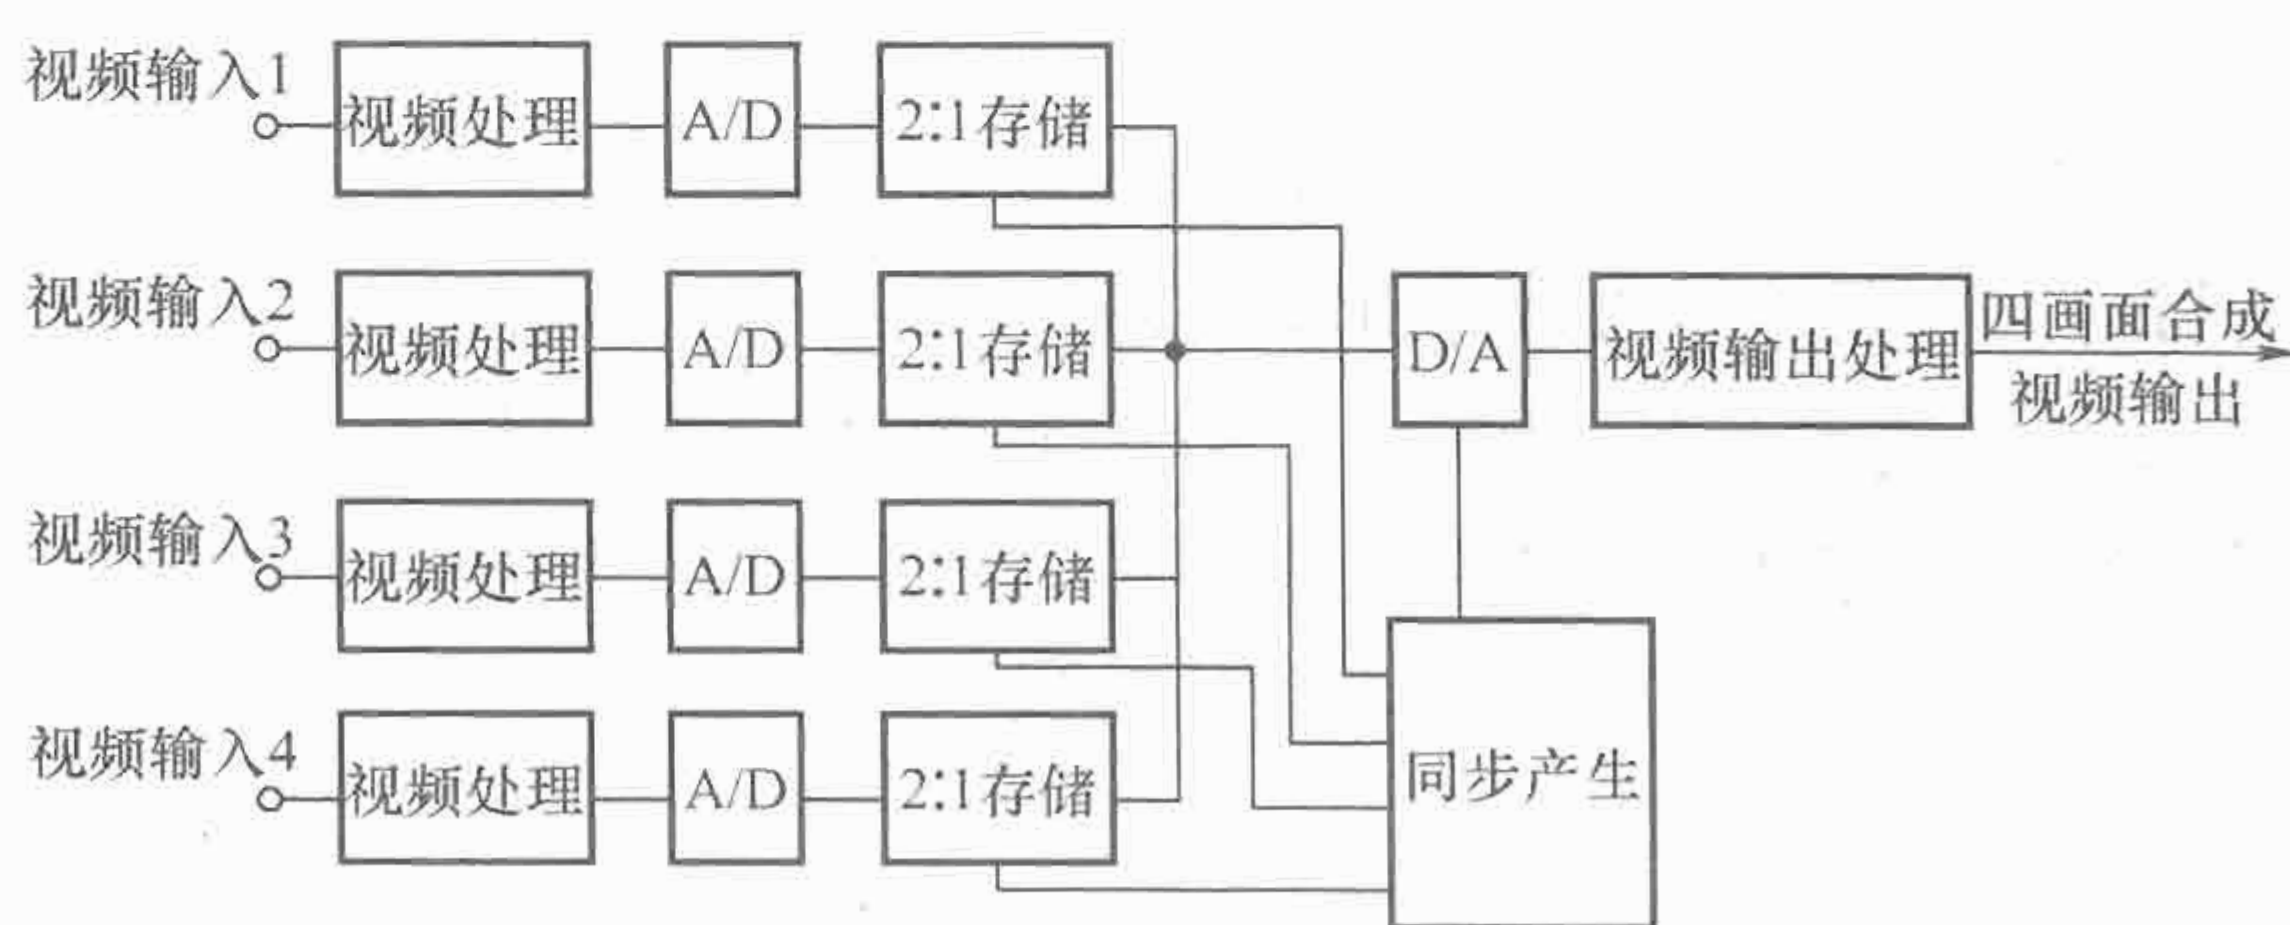 视频输入1
视频处理
A/D
2:1存储
视频输入2
视频处理
A/D
2:1存储
D/A
视频输出处理
四画面合成
视频输出
视频输入3
视频处理
A/D
2:1存储
视频输入4
视频处理
A/D
2:1存储
同步产生